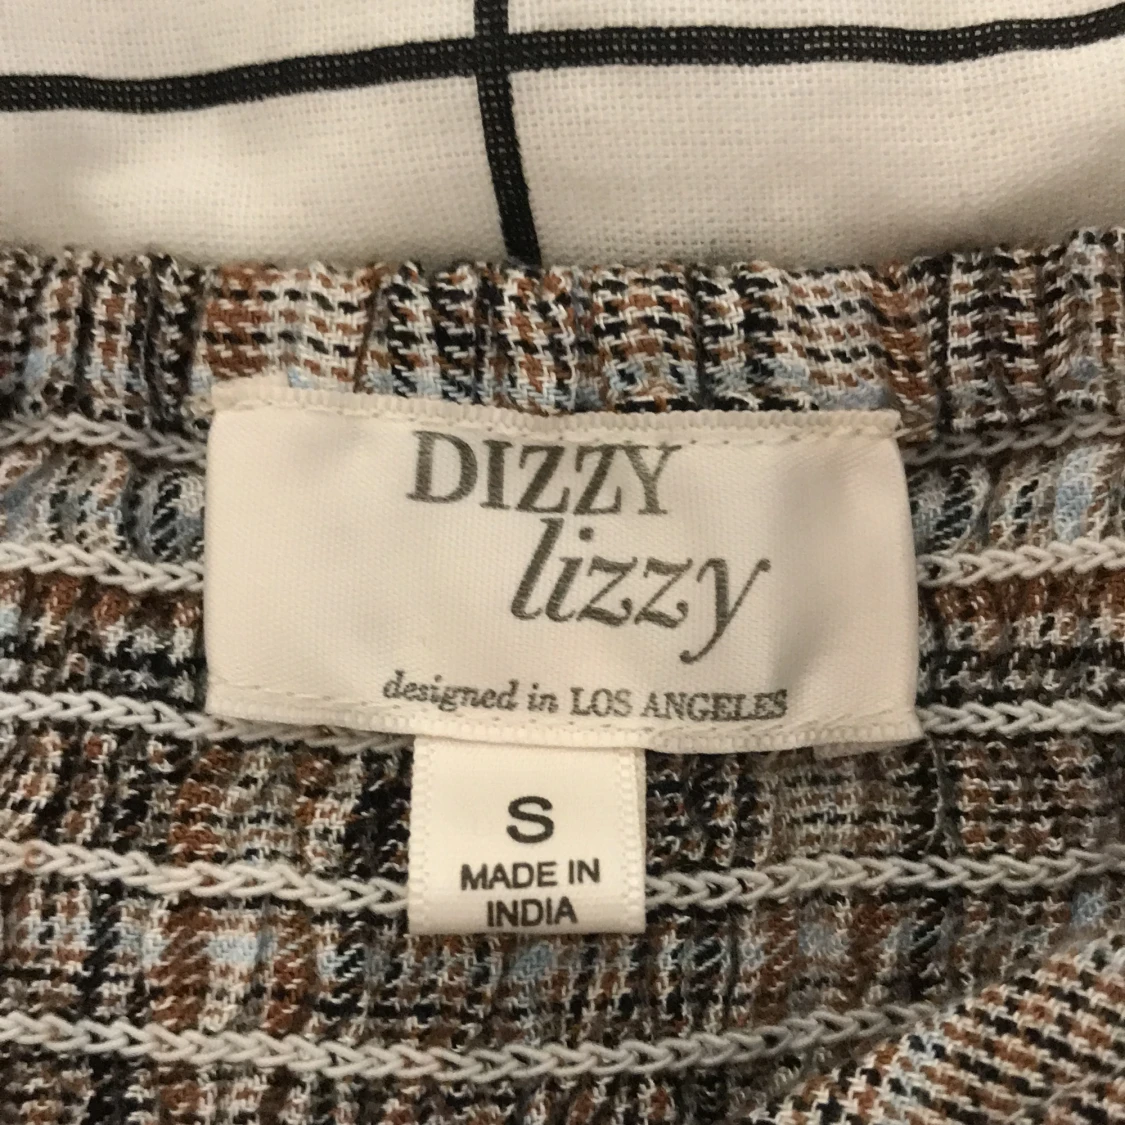 DIZZY
lizzy
designed in LOS ANGELES
S
MADE IN
INDIA